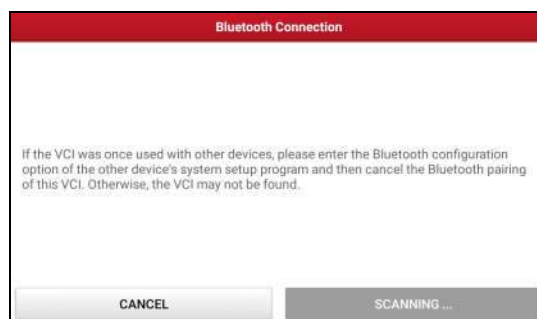 Bluetooth Connection
If the VCI was once used with other devices, please enter the Bluetooth configuration
option of the other device's system setup program and then cancel the Bluetooth pairing
of this VCI. Otherwise, the VCI may not be found.
CANCEL
SCANNING ...